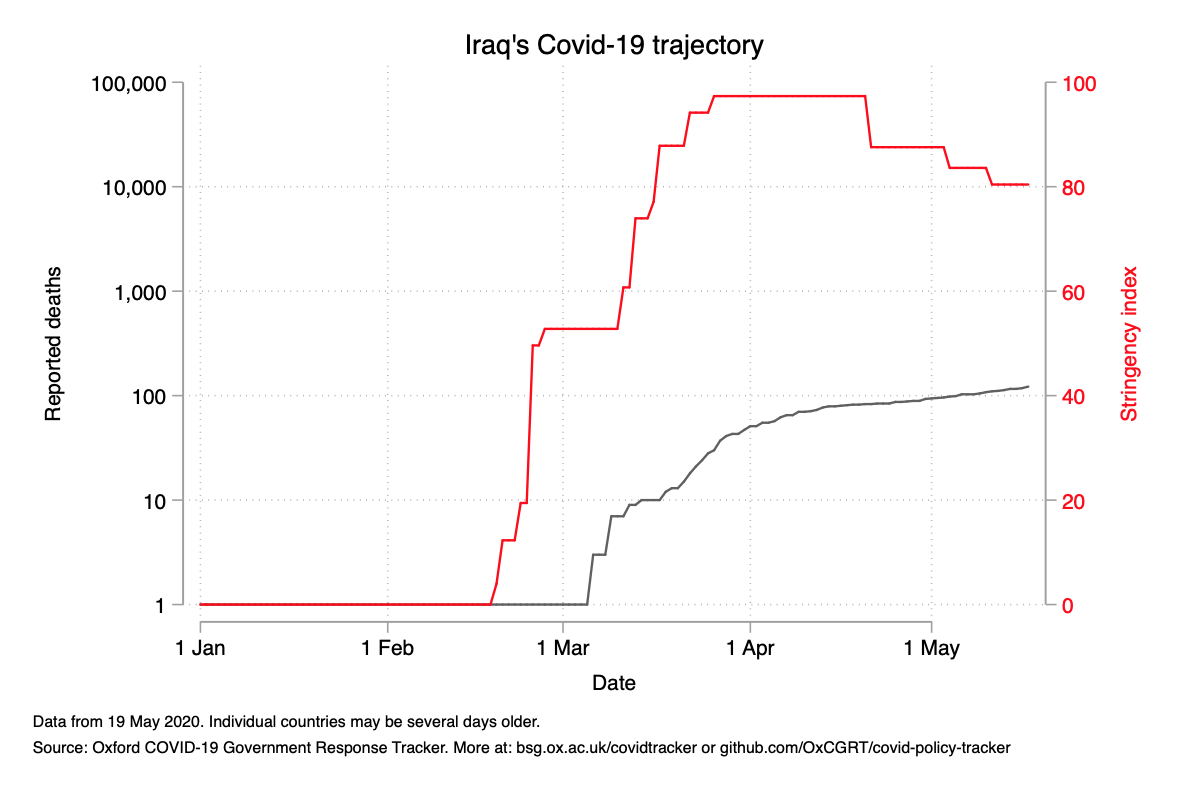 Iraq's Covid-19 trajectory
100,000
10,000
1,000
100
10
1
Reported deaths
100
80
60
40
20
0
Stringency index
1 Jan
1 Feb
1 Mar
1 Apr
1 May
Date
Data from 19 May 2020. Individual countries may be several days older.
Source: Oxford COVID-19 Government Response Tracker. More at: bsg.ox.ac.uk/covidtracker or github.com/OxCGRT/covid-policy-tracker